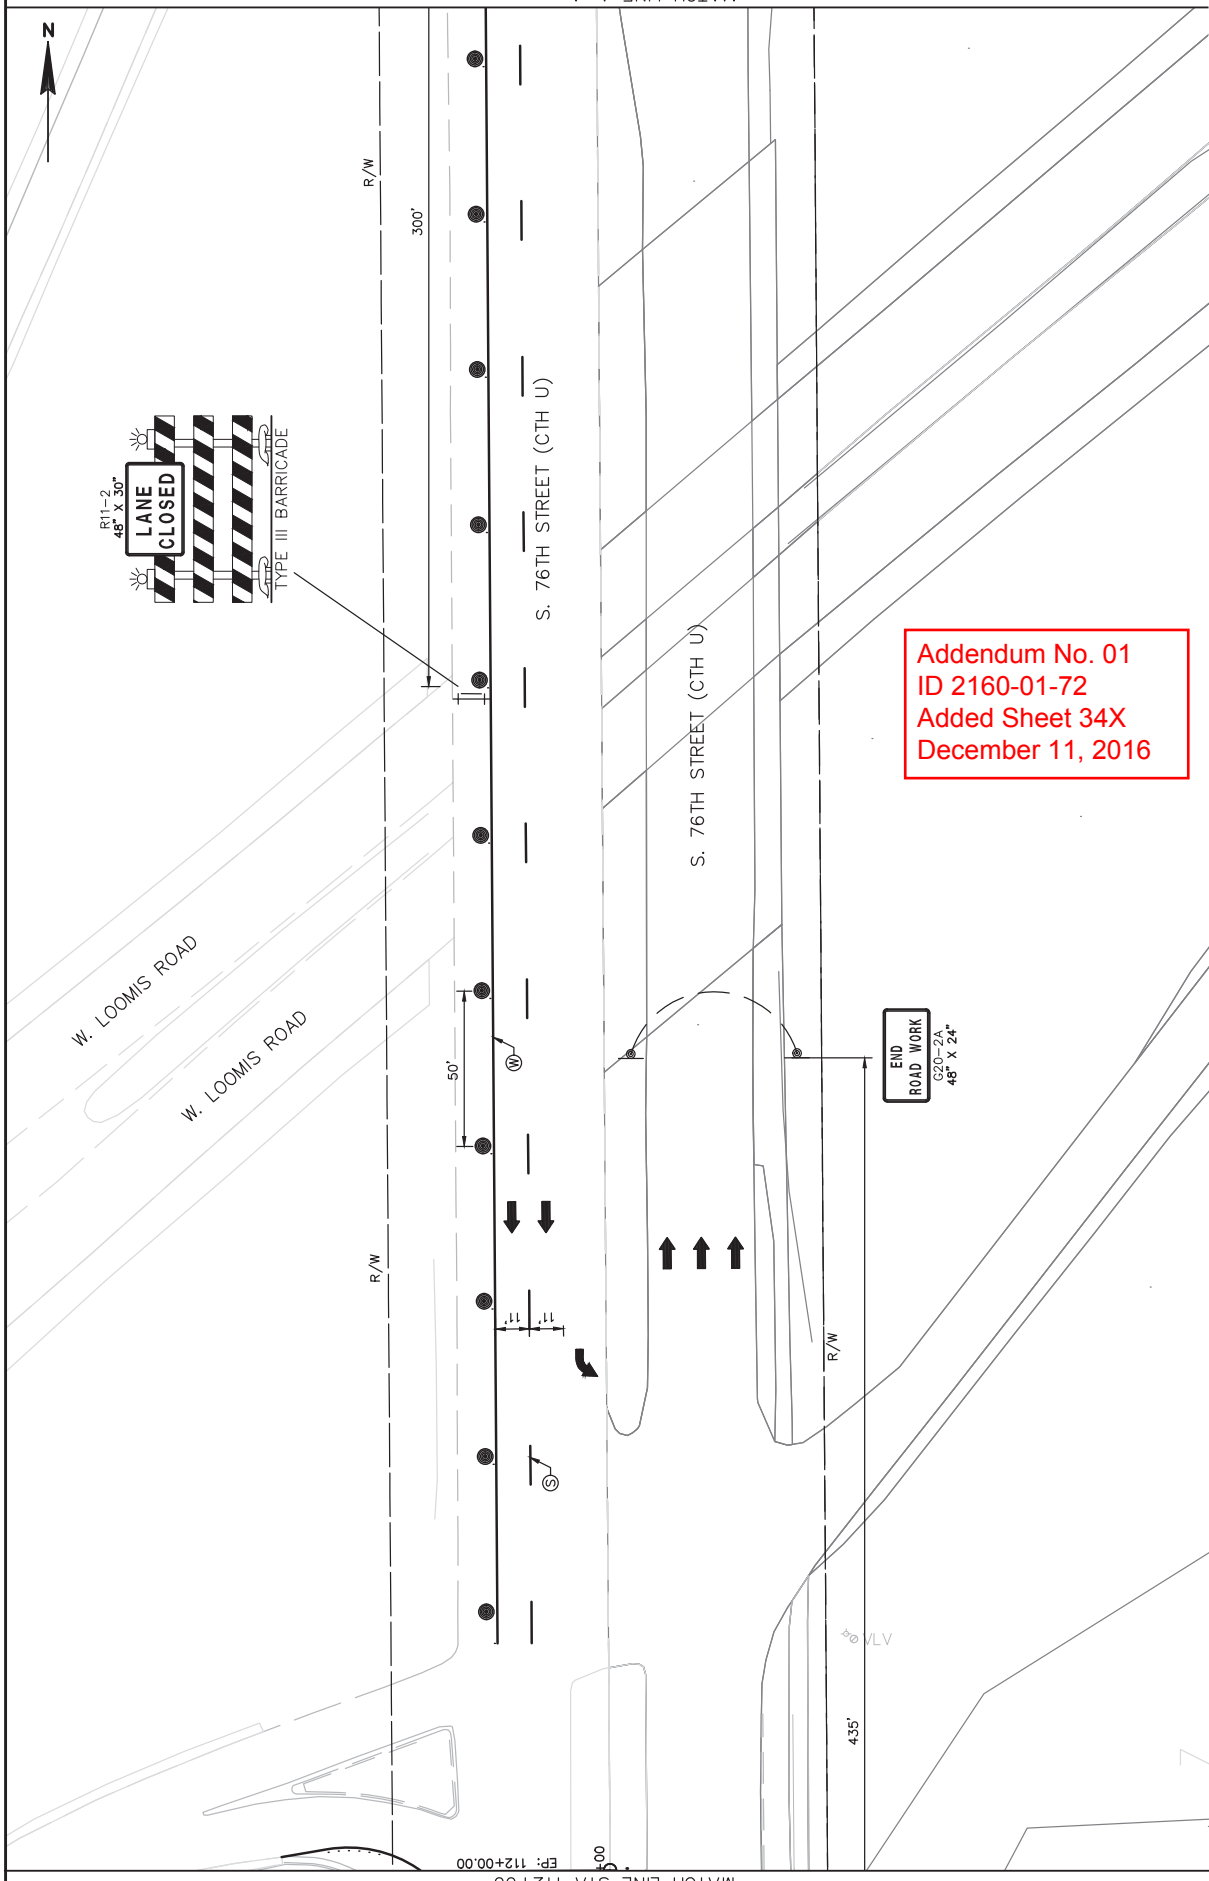 N
R/W
300'
R11-2
48" X 30"
LANE
CLOSED
TYPE III BARRICADE
S. 76TH STREET (CTH U)
S. 76TH STREET (CTH U)
Addendum No. 01
ID 2160-01-72
Added Sheet 34X
December 11, 2016
W. LOOMIS ROAD
W. LOOMIS ROAD
50'
W
END
ROAD WORK
G20-2A
48" X 24"
R/W
11'
11'
R/W
S
VLV
435'
EP: 112+00.00
+00